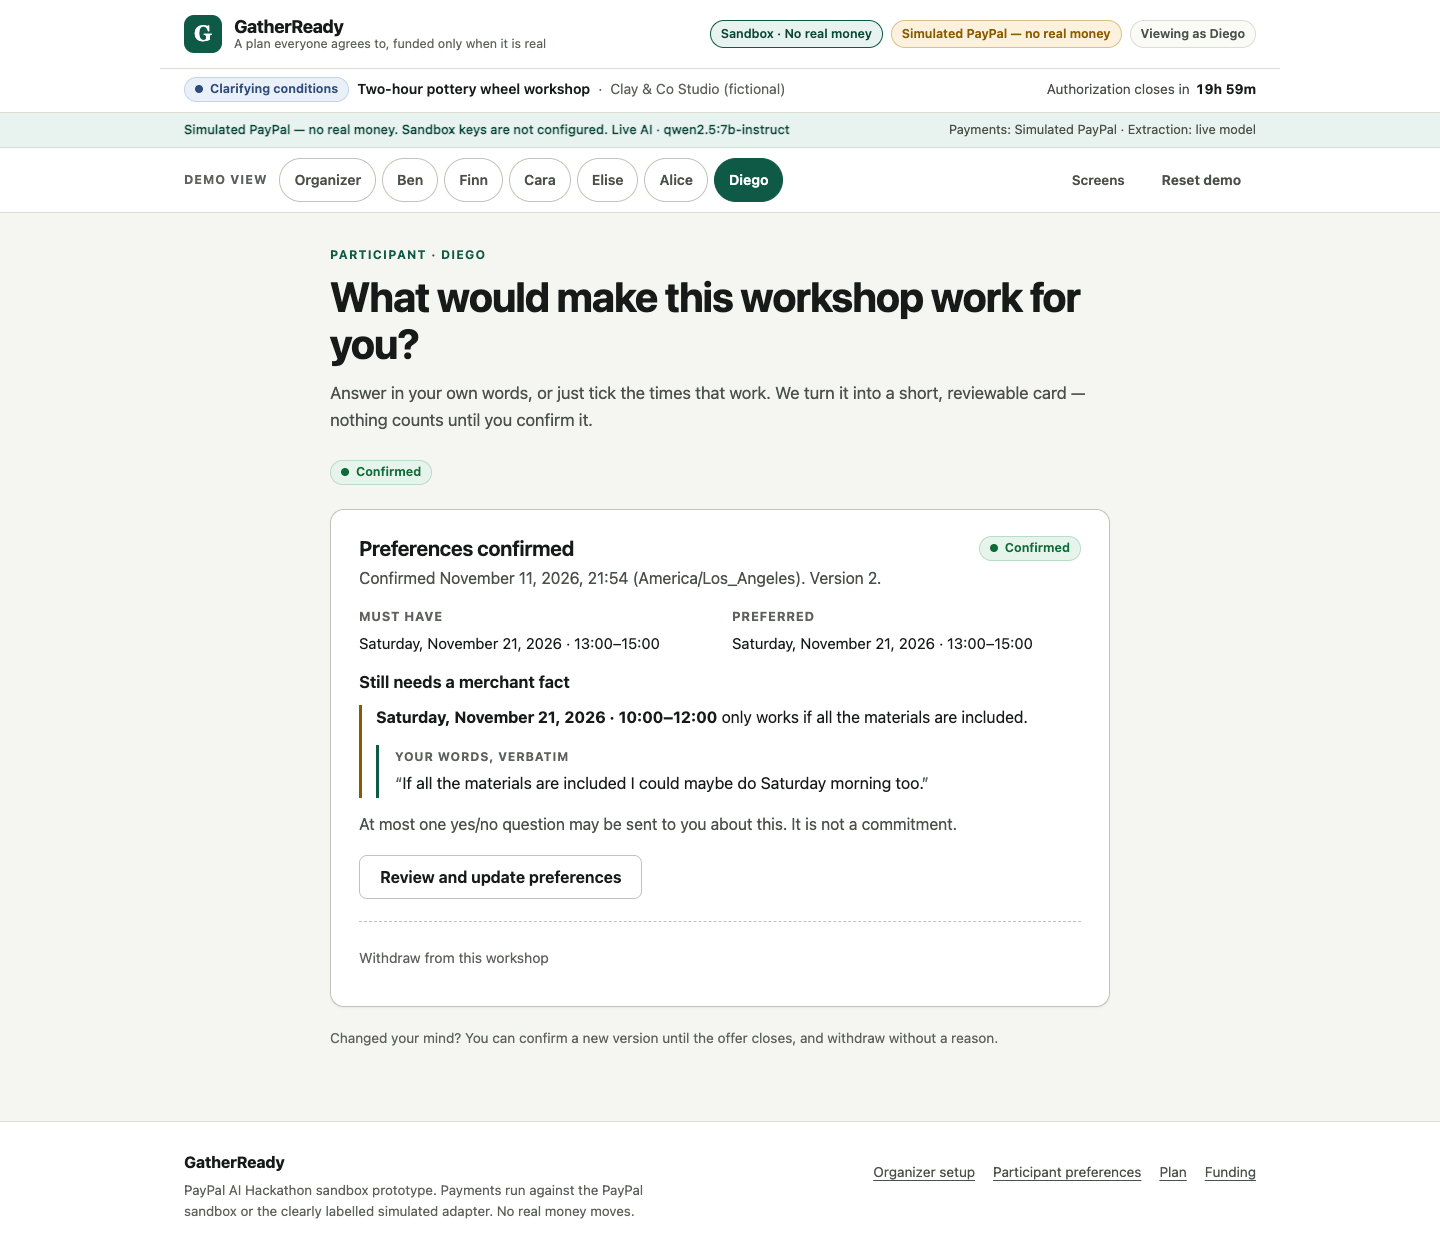 G
GatherReady
A plan everyone agrees to, funded only when it is real
Sandbox · No real money
Simulated PayPal — no real money
Viewing as Diego
Clarifying conditions
Two-hour pottery wheel workshop · Clay & Co Studio (fictional)
Authorization closes in 19h 59m
Simulated PayPal — no real money. Sandbox keys are not configured. Live AI · qwen2.5:7b-instruct
Payments: Simulated PayPal · Extraction: live model
DEMO VIEW
Organizer
Ben
Finn
Cara
Elise
Alice
Diego
Screens
Reset demo
PARTICIPANT · DIEGO
What would make this workshop work for
you?
Answer in your own words, or just tick the times that work. We turn it into a short, reviewable card —
nothing counts until you confirm it.
Confirmed
Preferences confirmed
Confirmed
Confirmed November 11, 2026, 21:54 (America/Los_Angeles). Version 2.
MUST HAVE
PREFERRED
Saturday, November 21, 2026 · 13:00–15:00
Saturday, November 21, 2026 · 13:00–15:00
Still needs a merchant fact
Saturday, November 21, 2026 · 10:00–12:00 only works if all the materials are included.
YOUR WORDS, VERBATIM
“If all the materials are included I could maybe do Saturday morning too.”
At most one yes/no question may be sent to you about this. It is not a commitment.
Review and update preferences
Withdraw from this workshop
Changed your mind? You can confirm a new version until the offer closes, and withdraw without a reason.
GatherReady
PayPal AI Hackathon sandbox prototype. Payments run against the PayPal
sandbox or the clearly labelled simulated adapter. No real money moves.
Organizer setup
Participant preferences
Plan
Funding